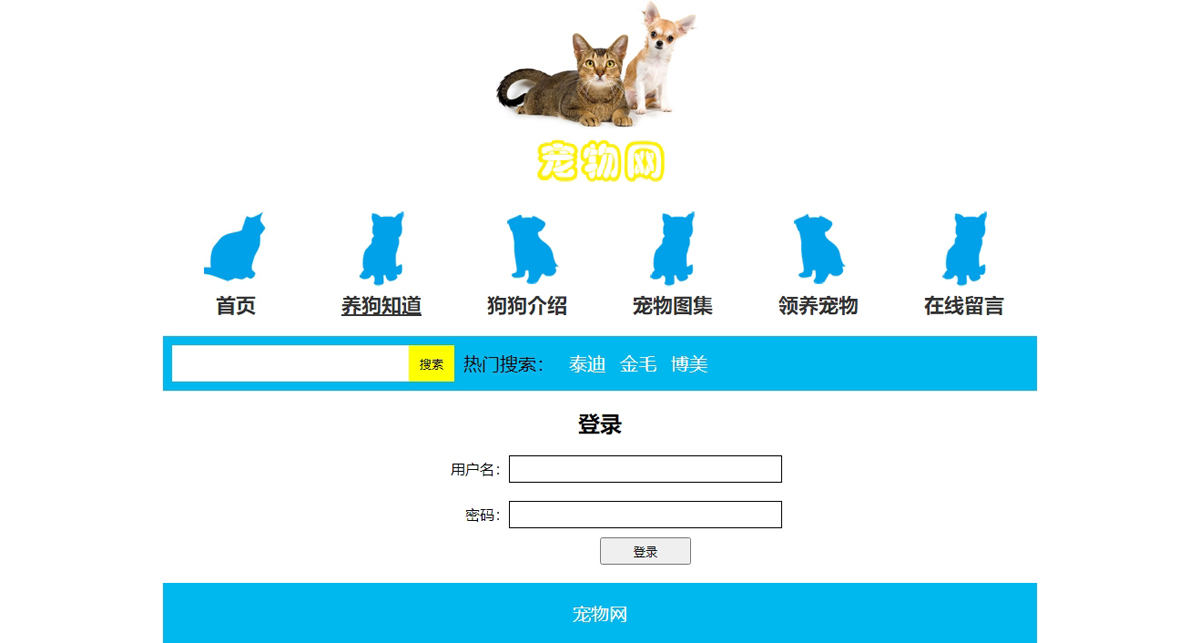 宠物网
首页 养狗知道 狗狗介绍 宠物图集 领养宠物 在线留言
搜索 热门搜索： 泰迪 金毛 博美
登录
用户名：
密码：
登录
宠物网